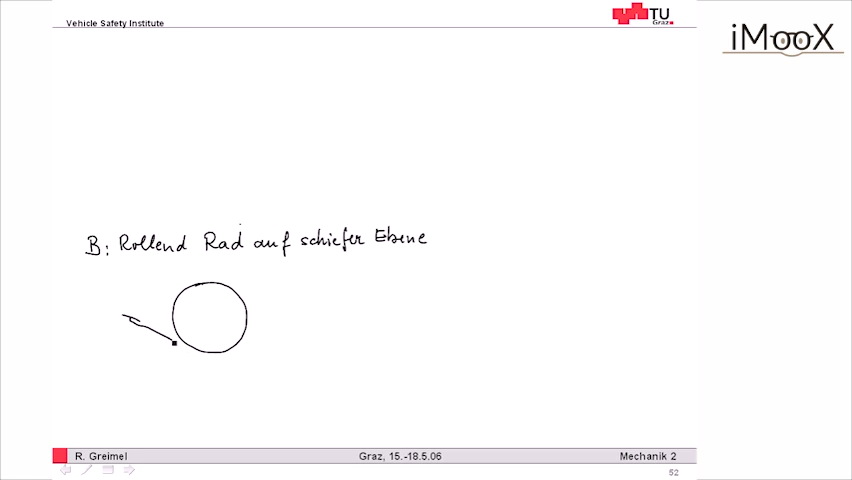 Vehicle Safety Institute
TU
Graz
iMooX
B: Rollend Rad auf schiefer Ebene
R. Greimel
Graz, 15.-18.5.06
Mechanik 2
52